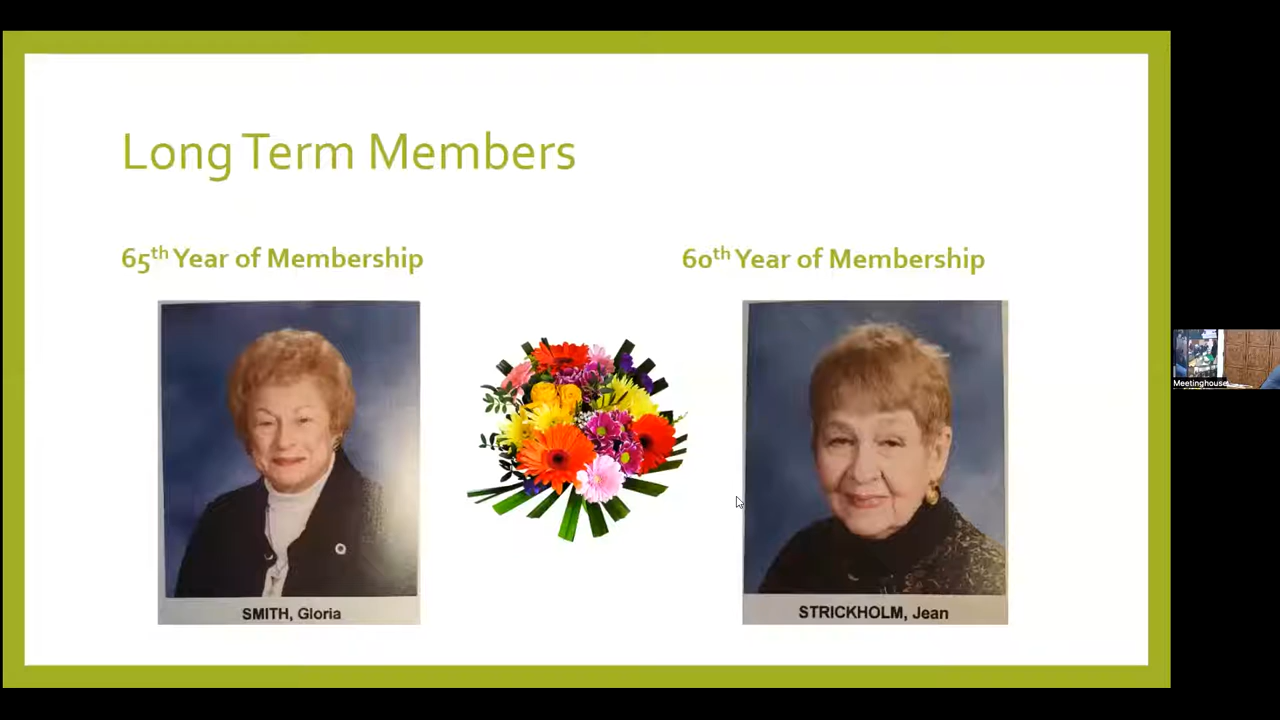 Long Term Members
65th Year of Membership
60th Year of Membership
SMITH, Gloria
STRICKHOLM, Jean
Meetinghouse